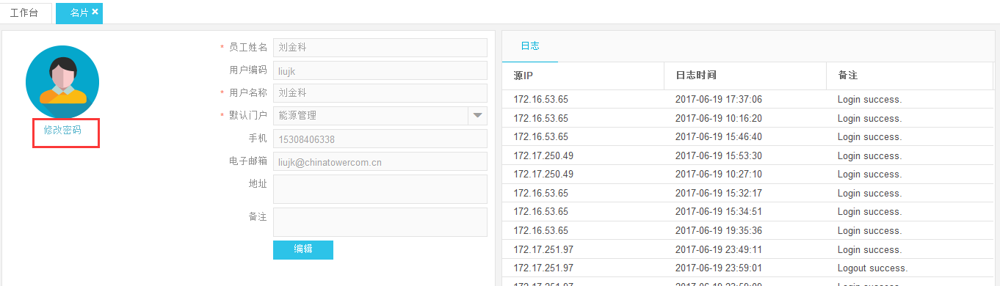 工作台 名片 ×
修改密码
* 员工姓名 刘金科
用户编码 liujk
* 用户名称 刘金科
* 默认门户 能源管理
手机 15308406338
电子邮箱 liujk@chinatowercom.cn
地址
备注
编辑
日志
源IP 日志时间 备注
172.16.53.65 2017-06-19 17:37:06 Login success.
172.16.53.65 2017-06-19 10:16:20 Login success.
172.16.53.65 2017-06-19 15:46:40 Login success.
172.17.250.49 2017-06-19 15:53:30 Login success.
172.17.250.49 2017-06-19 10:27:10 Login success.
172.16.53.65 2017-06-19 15:32:17 Login success.
172.16.53.65 2017-06-19 15:34:51 Login success.
172.16.53.65 2017-06-19 19:35:36 Login success.
172.17.251.97 2017-06-19 23:49:11 Login success.
172.17.251.97 2017-06-19 23:59:01 Logout success.